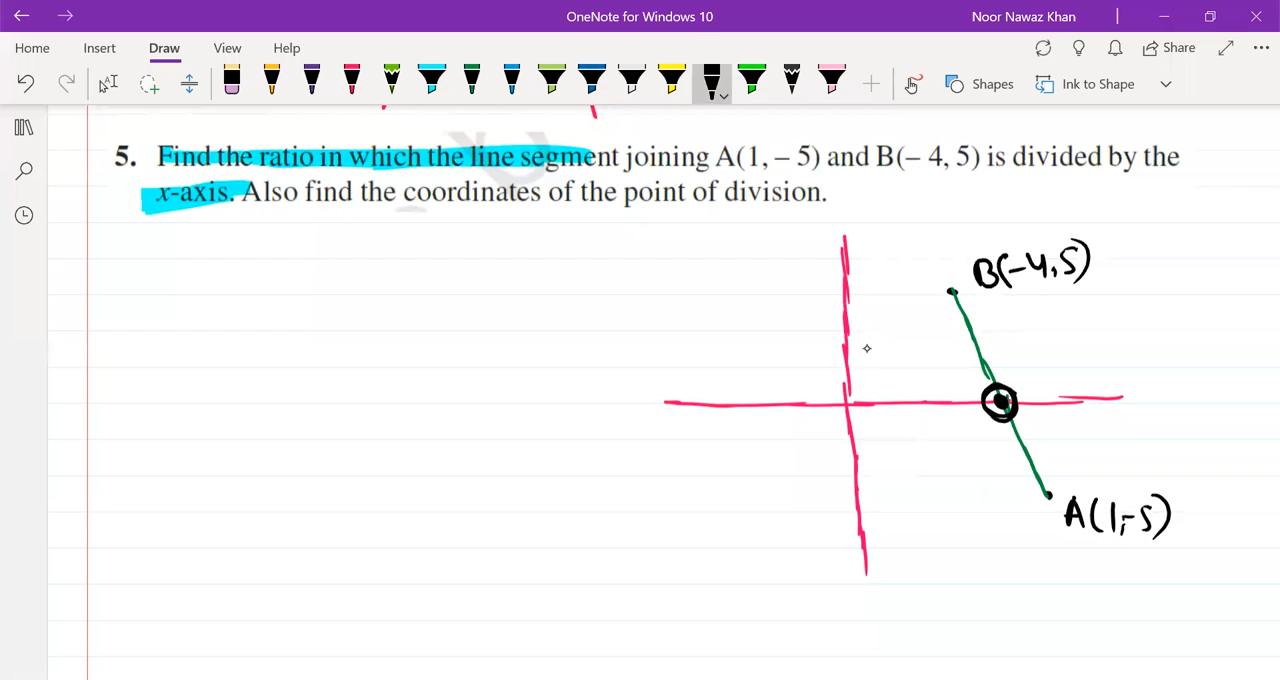 OneNote for Windows 10
Noor Nawaz Khan
Home Insert Draw View Help
Share
Shapes
Ink to Shape
5. Find the ratio in which the line segment joining A(1, – 5) and B(– 4, 5) is divided by the
x-axis. Also find the coordinates of the point of division.
B(-4,5)
A(1,-5)